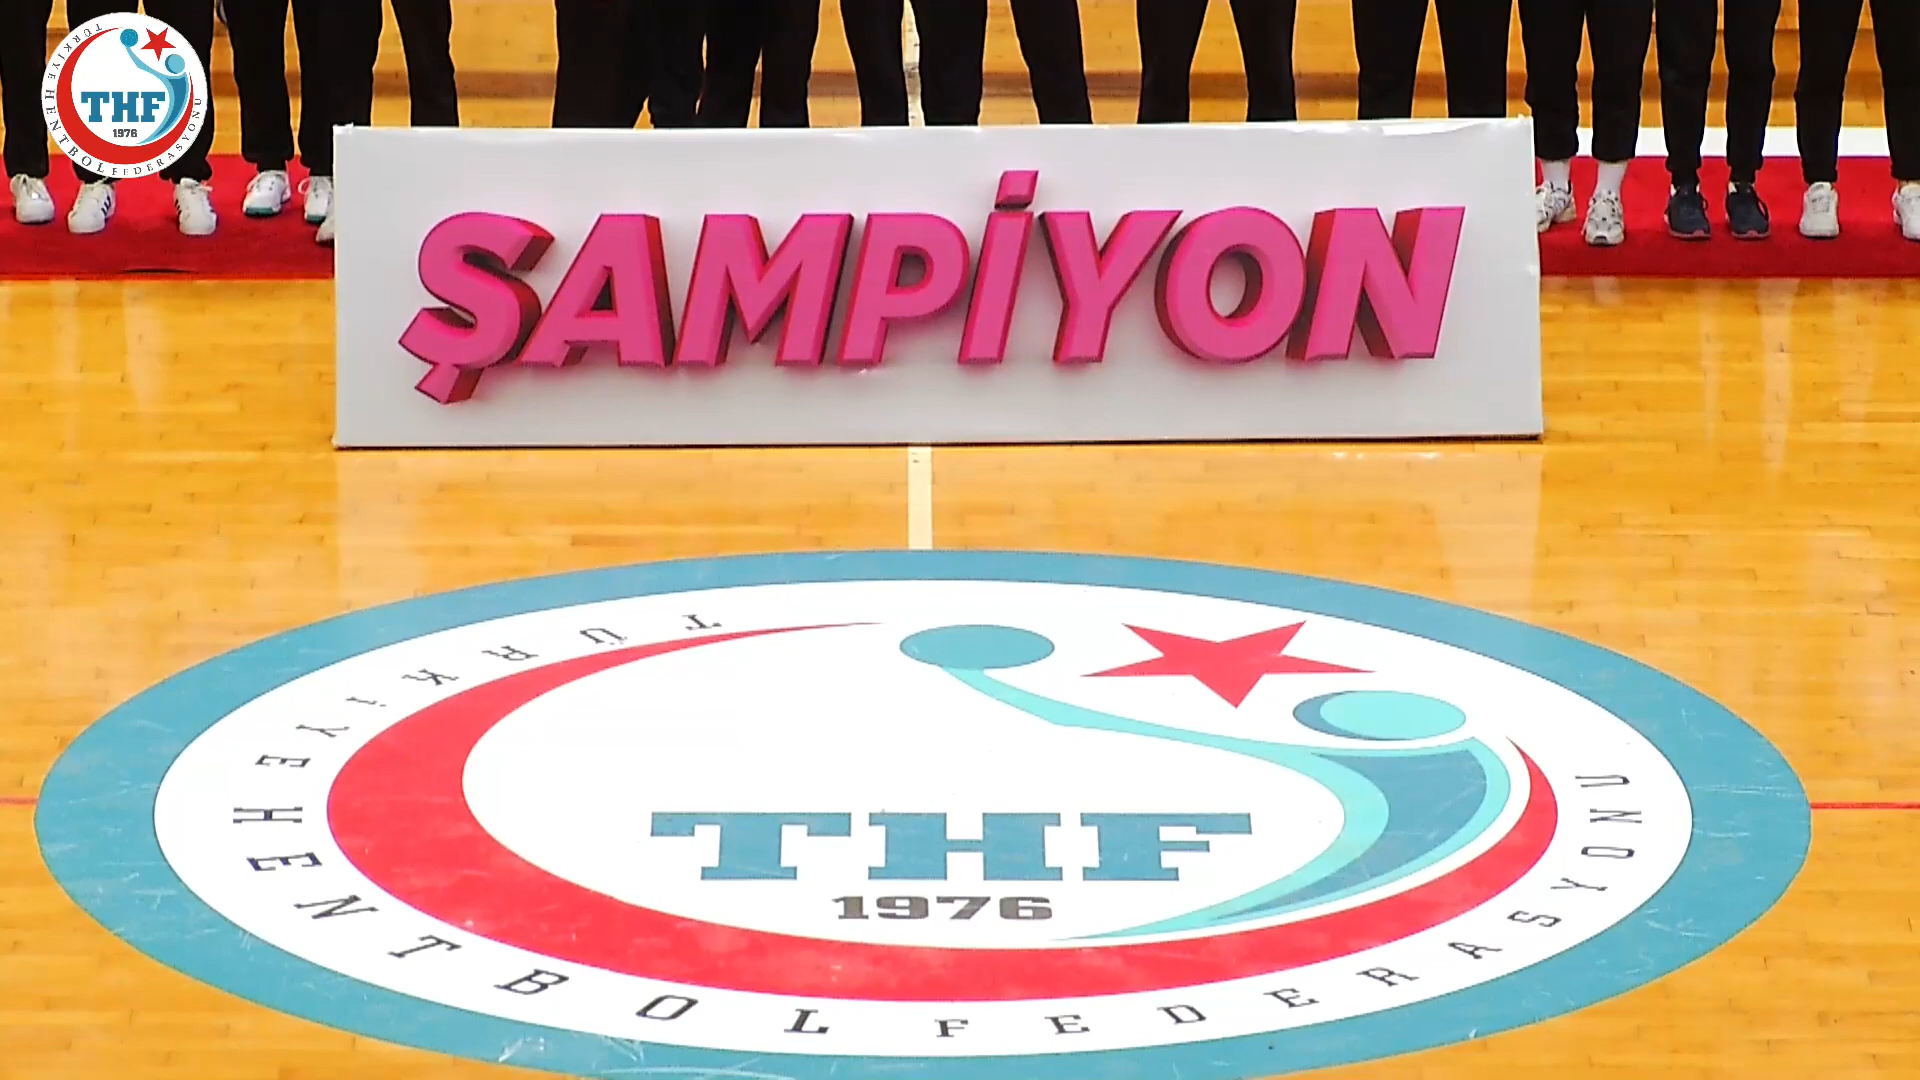 TÜRKİYE HENTBOL FEDERASYONU
THF
1976
ŞAMPİYON
TÜRKİYE HENTBOL FEDERASYONU
THF
1976